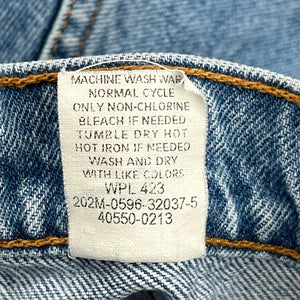 MACHINE WASH WARM
NORMAL CYCLE
ONLY NON-CHLORINE
BLEACH IF NEEDED
TUMBLE DRY HOT
HOT IRON IF NEEDED
WASH AND DRY
WITH LIKE COLORS
WPL 423
202M-0596-32037-5
40550-0213